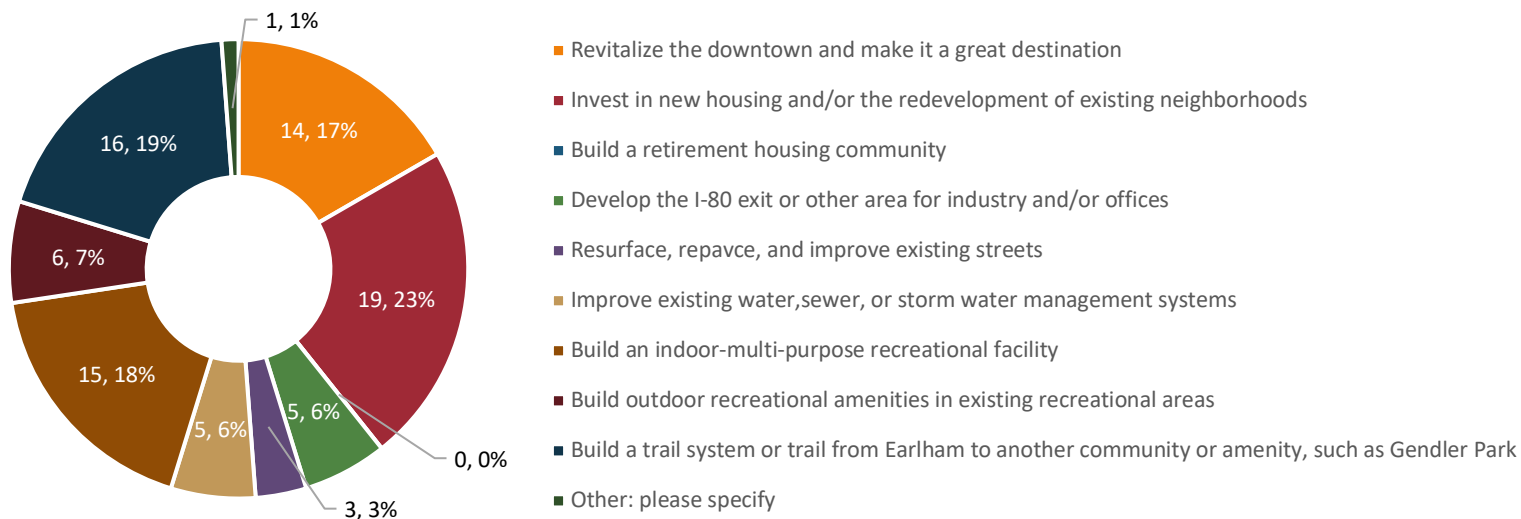 1, 1%
14, 17%
19, 23%
0, 0%
5, 6%
3, 3%
5, 6%
15, 18%
6, 7%
16, 19%
Revitalize the downtown and make it a great destination
Invest in new housing and/or the redevelopment of existing neighborhoods
Build a retirement housing community
Develop the I-80 exit or other area for industry and/or offices
Resurface, repavce, and improve existing streets
Improve existing water,sewer, or storm water management systems
Build an indoor-multi-purpose recreational facility
Build outdoor recreational amenities in existing recreational areas
Build a trail system or trail from Earlham to another community or amenity, such as Gendler Park
Other: please specify